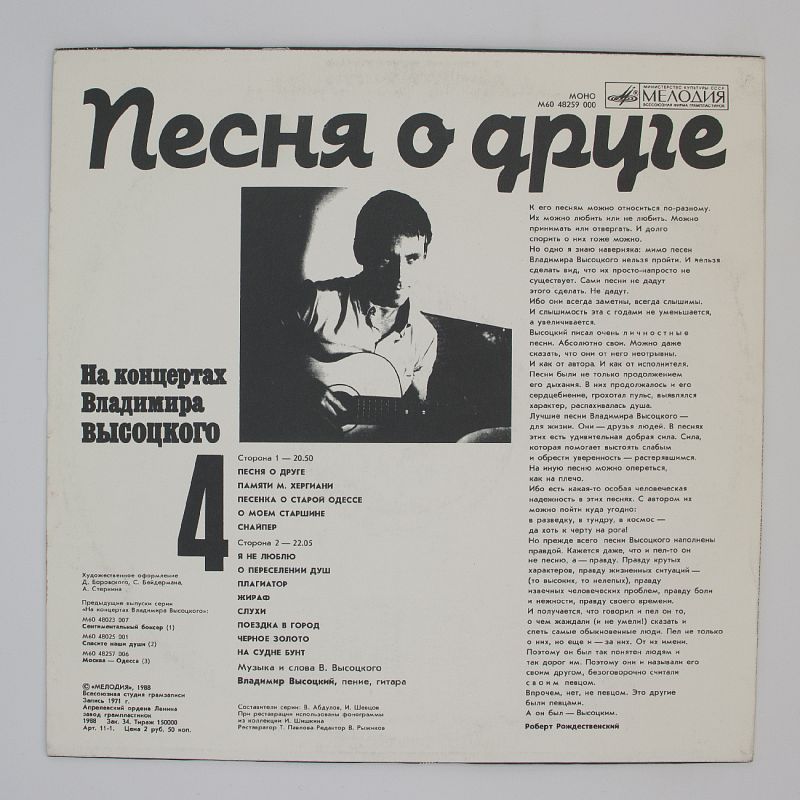 МОНО
М60 48259 000
МИНИСТЕРСТВО КУЛЬТУРЫ СССР
МЕЛОДИЯ
ВСЕСОЮЗНАЯ ФИРМА ГРАМПЛАСТИНОК
Песня о друге
На концертах
Владимира
ВЫСОЦКОГО
4
Сторона 1 — 20.50
ПЕСНЯ О ДРУГЕ
ПАМЯТИ М. ХЕРГИАНИ
ПЕСЕНКА О СТАРОЙ ОДЕССЕ
О МОЕМ СТАРШИНЕ
СНАЙПЕР
Сторона 2 — 22.05
Я НЕ ЛЮБЛЮ
О ПЕРЕСЕЛЕНИИ ДУШ
ПЛАГИАТОР
ЖИРАФ
СЛУХИ
ПОЕЗДКА В ГОРОД
ЧЕРНОЕ ЗОЛОТО
НА СУДНЕ БУНТ
Музыка и слова В. Высоцкого
Владимир Высоцкий, пение, гитара
Составители серии: В. Абдулов, И. Шевцов
При реставрации использованы фонограммы
из коллекции И. Шишкина
Реставратор Т. Павлова Редактор В. Рыжиков
Художественное оформление
Д. Боровского, С. Бейдермана,
А. Стернина
Предыдущие выпуски серии
«На концертах Владимира Высоцкого»:
М60 48023 007
Сентиментальный боксер (1)
М60 48025 001
Спасите наши души (2)
М60 48257 006
Москва — Одесса (3)
© «МЕЛОДИЯ», 1988
Всесоюзная студия грамзаписи
Запись 1971 г.
Апрелевский ордена Ленина
завод грампластинок
1988 Зак. 34. Тираж 150000
Арт. 11-1. Цена 2 руб. 50 коп.
К его песням можно относиться по-разному.
Их можно любить или не любить. Можно
принимать или отвергать. И долго
спорить о них тоже можно.
Но одно я знаю наверняка: мимо песен
Владимира Высоцкого нельзя пройти. И нельзя
сделать вид, что их просто-напросто не
существует. Сами песни не дадут
этого сделать. Не дадут.
Ибо они всегда заметны, всегда слышимы.
И слышимость эта с годами не уменьшается,
а увеличивается.
Высоцкий писал очень личностные
песни. Абсолютно свои. Можно даже
сказать, что они от него неотрывны.
И как от автора. И как от исполнителя.
Песни были не только продолжением
его дыхания. В них продолжалось и его
сердцебиение, грохотал пульс, выявлялся
характер, распахивалась душа.
Лучшие песни Владимира Высоцкого —
для жизни. Они — друзья людей. В песнях
этих есть удивительная добрая сила. Сила,
которая помогает выстоять слабым
и обрести уверенность — растерявшимся.
На иную песню можно опереться,
как на плечо.
Ибо есть какая-то особая человеческая
надежность в этих песнях. С автором их
можно пойти куда угодно:
в разведку, в тундру, в космос —
да хоть к черту на рога!
Но прежде всего песни Высоцкого наполнены
правдой. Кажется даже, что и пел-то он
не песню, а — правду. Правду крутых
характеров, правду жизненных ситуаций —
(то высоких, то нелепых), правду
извечных человеческих проблем, правду боли
и нежности, правду своего времени.
И получается, что говорил и пел он то,
о чем жаждали (и не умели!) сказать и
спеть самые обыкновенные люди. Пел не только
о них, но еще и — за них. От их имени.
Поэтому он был так понятен людям и
так дорог им. Поэтому они и называли его
своим другом, безоговорочно считали
своим певцом.
Впрочем, нет, не певцом. Это другие
были певцами.
А он был — Высоцким.
Роберт Рождественский